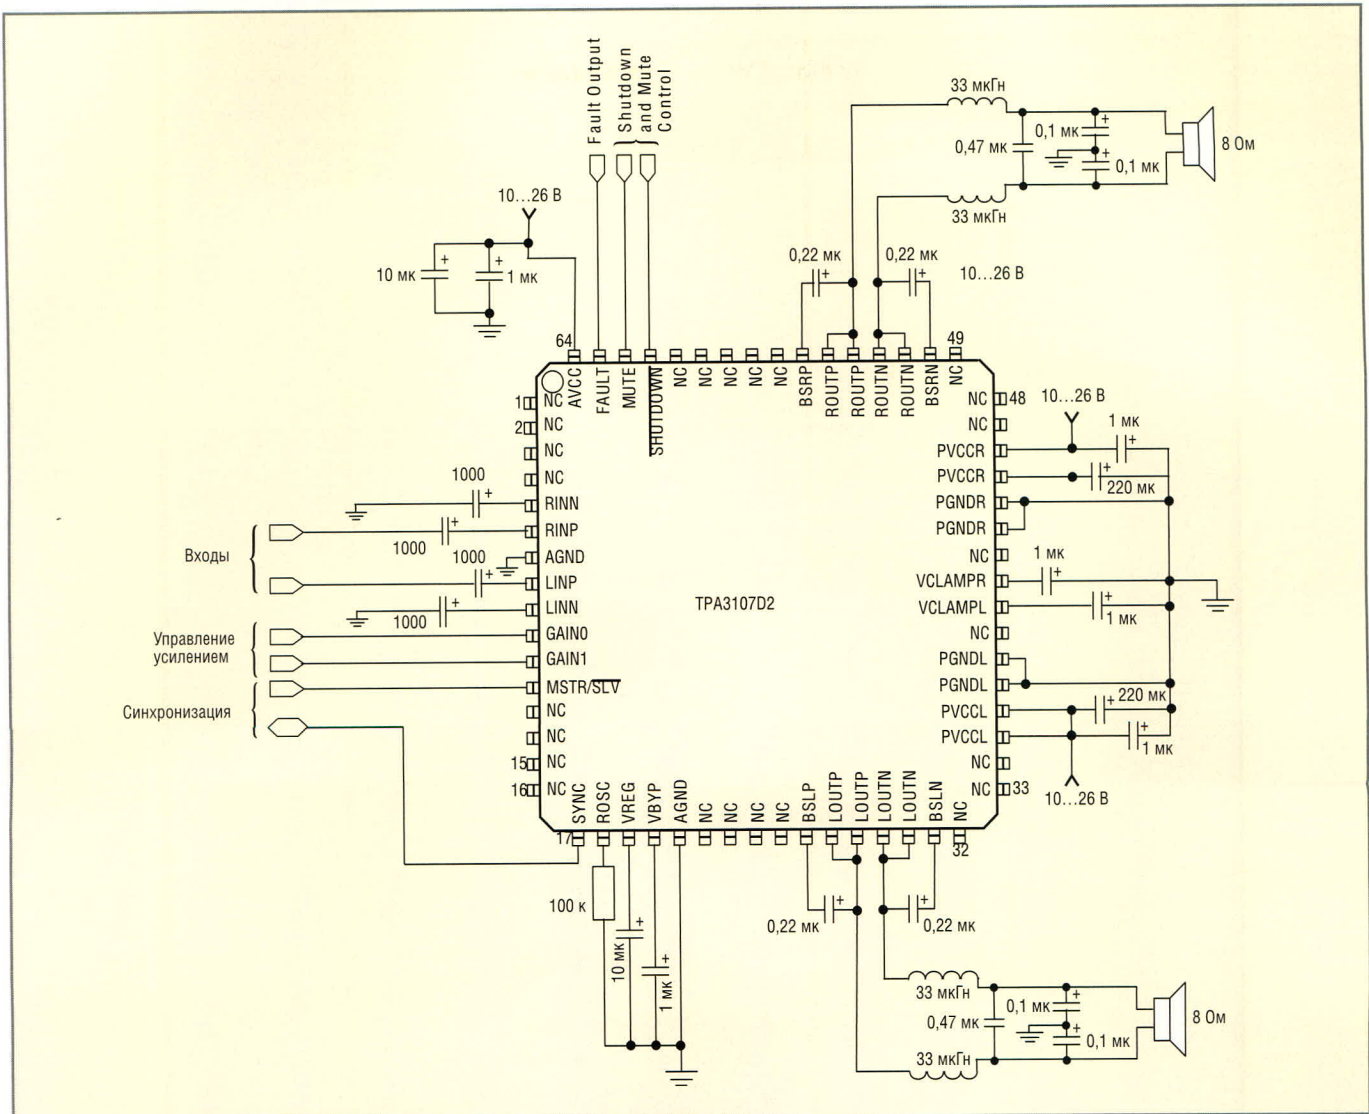 Fault Output
Shutdown
and Mute
Control
33 мкГн
0,1 мк
0,47 мк
0,1 мк
8 Ом
33 мкГн
10...26 В
10 мк
1 мк
0,22 мк
0,22 мк
10...26 В
64
49
AVCC
FAULT
MUTE
SHUTDOWN
NC
NC
NC
NC
NC
BSRP
ROUTP
ROUTP
ROUTN
ROUTN
BSRN
NC
1
NC
2
NC
NC
NC
1000
RINN
RINP
1000
1000
AGND
LINP
1000
LINN
Входы
GAIN0
GAIN1
Управление
усилением
MSTR/SLV
Синхронизация
NC
NC
15
NC
16
NC
TPA3107D2
NC
48
10...26 В
NC
1 мк
PVCCR
PVCCR
220 мк
PGNDR
PGNDR
NC
1 мк
VCLAMPR
VCLAMPL
1 мк
NC
PGNDL
PGNDL
220 мк
PVCCL
PVCCL
1 мк
NC
NC
33
10...26 В
SYNC
ROSC
VREG
VBYP
AGND
NC
NC
NC
NC
BSLP
LOUTP
LOUTP
LOUTN
LOUTN
BSLN
NC
17
32
100 к
10 мк
1 мк
0,22 мк
0,22 мк
33 мкГн
0,1 мк
0,47 мк
0,1 мк
8 Ом
33 мкГн